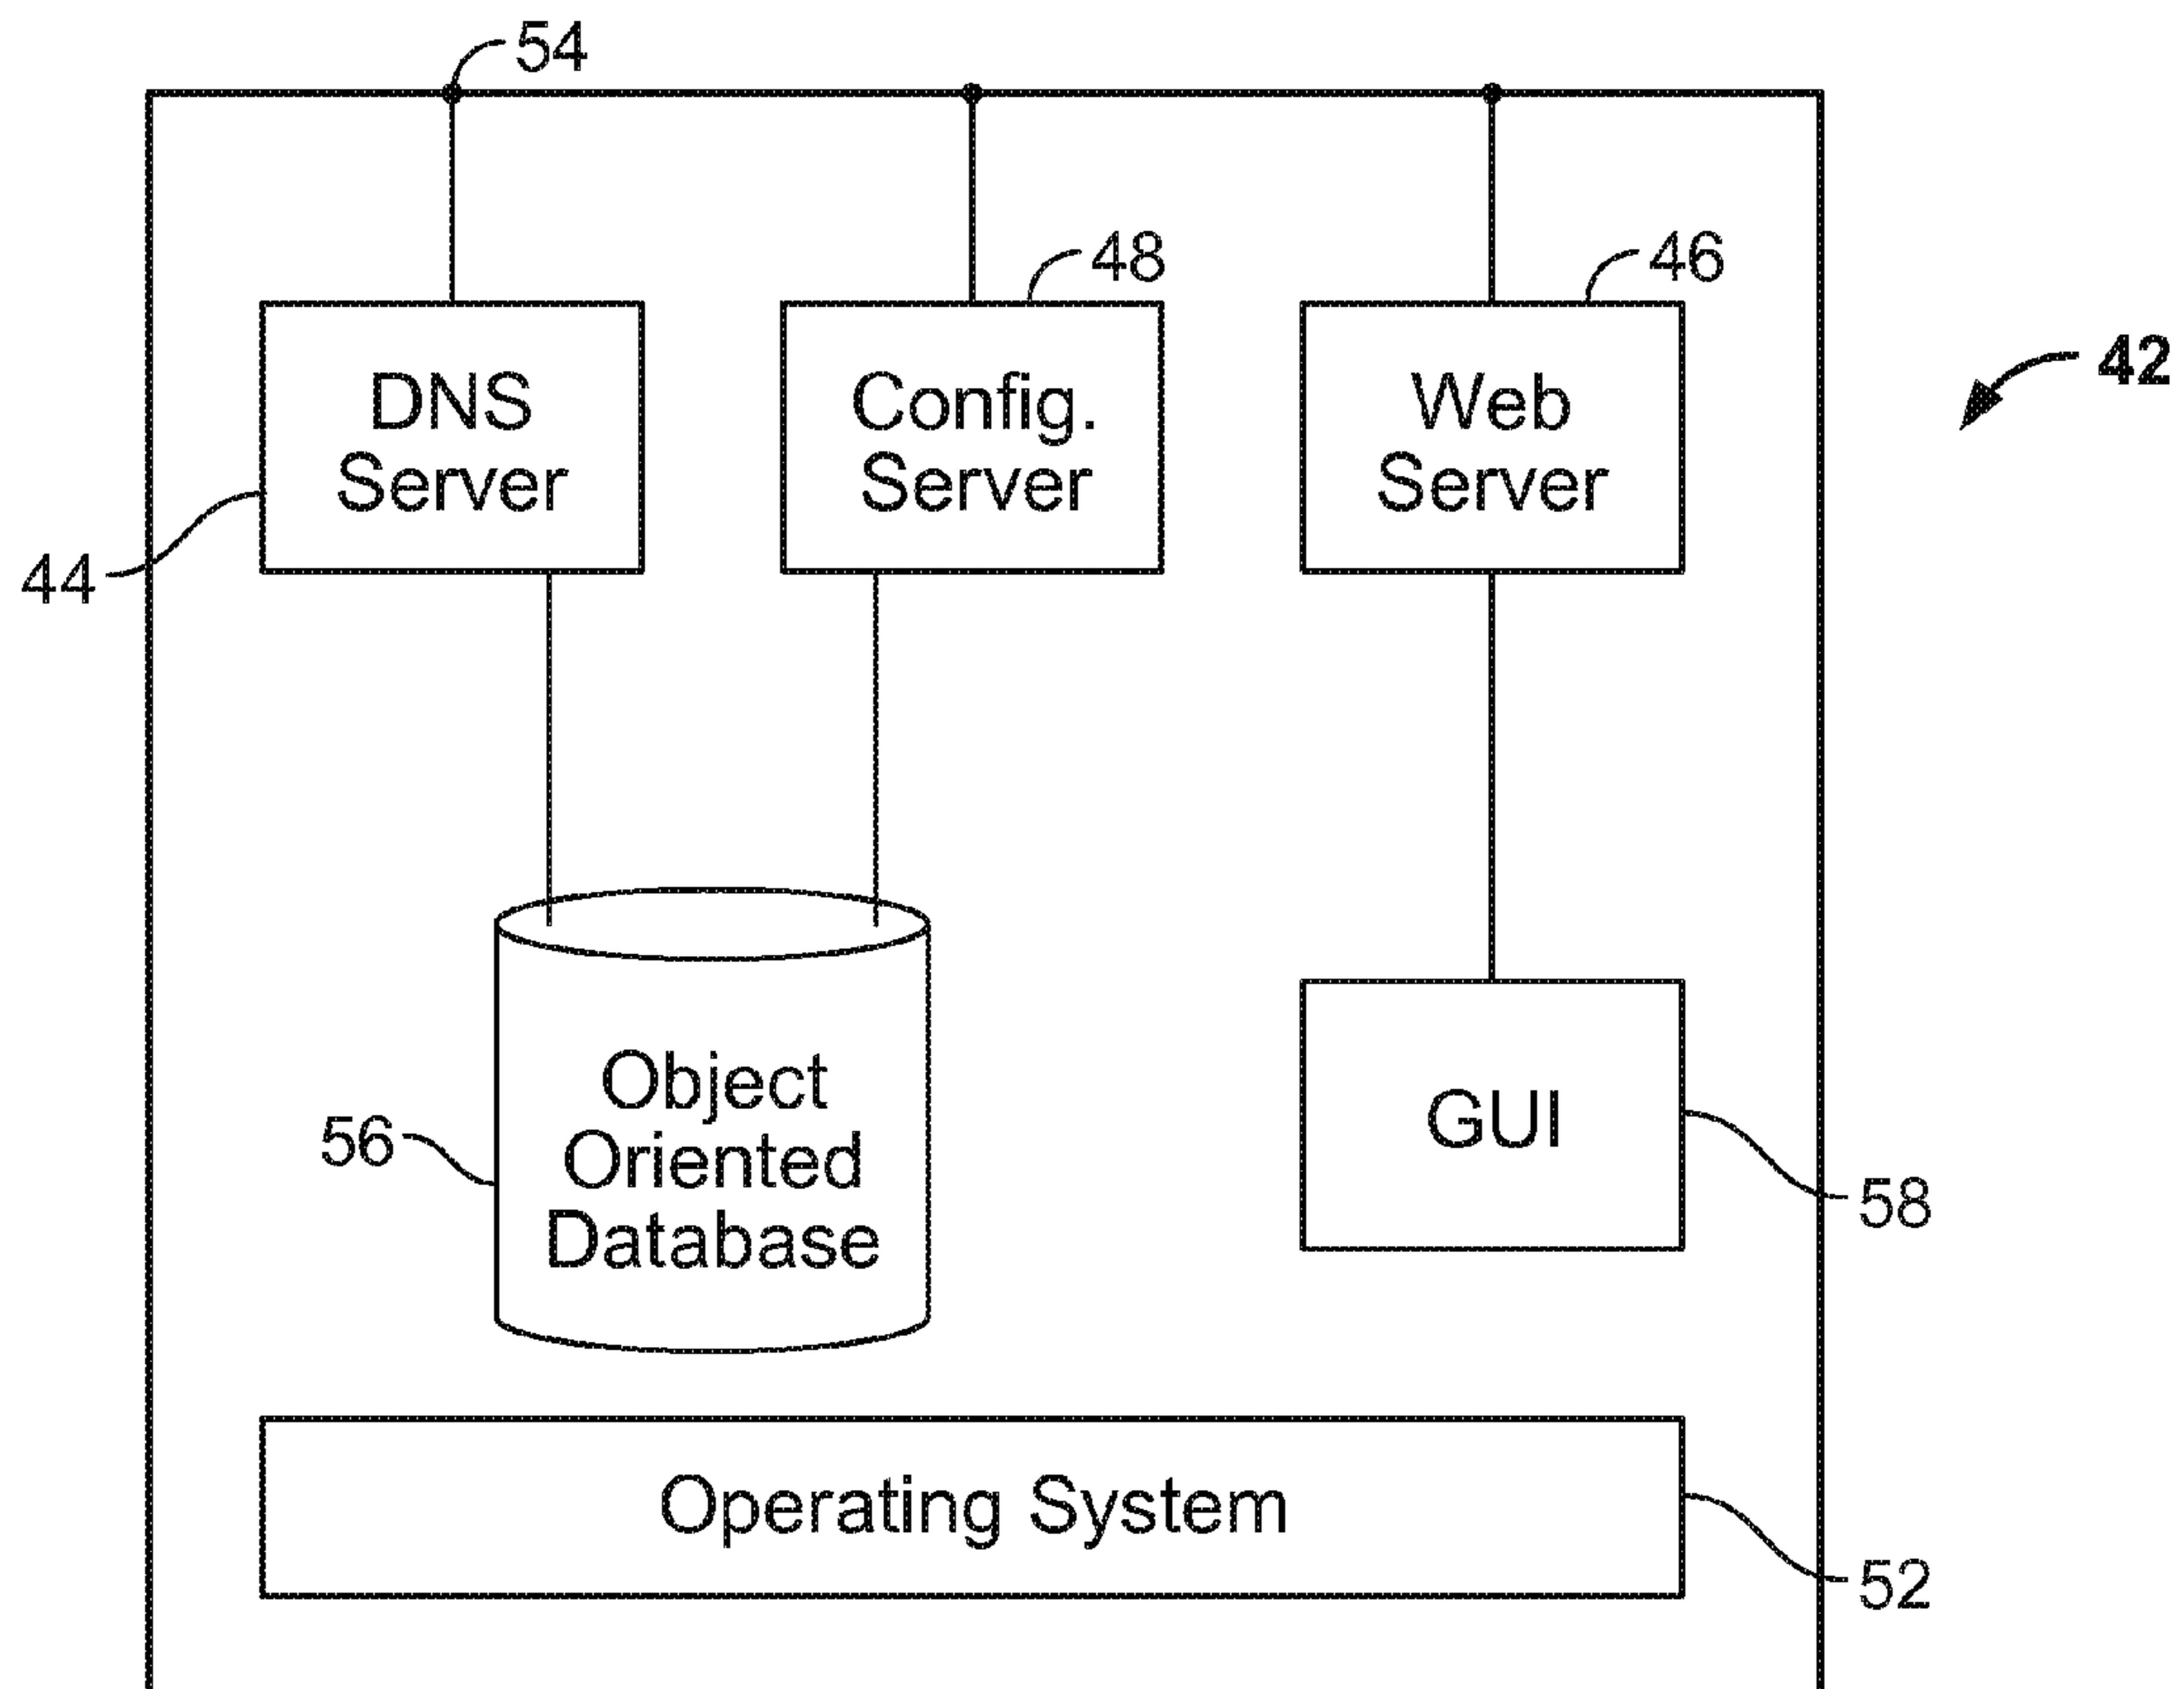 54
48
46
42
DNS
Server
Config.
Server
Web
Server
44
Object
Oriented
Database
56
GUI
58
Operating System
52